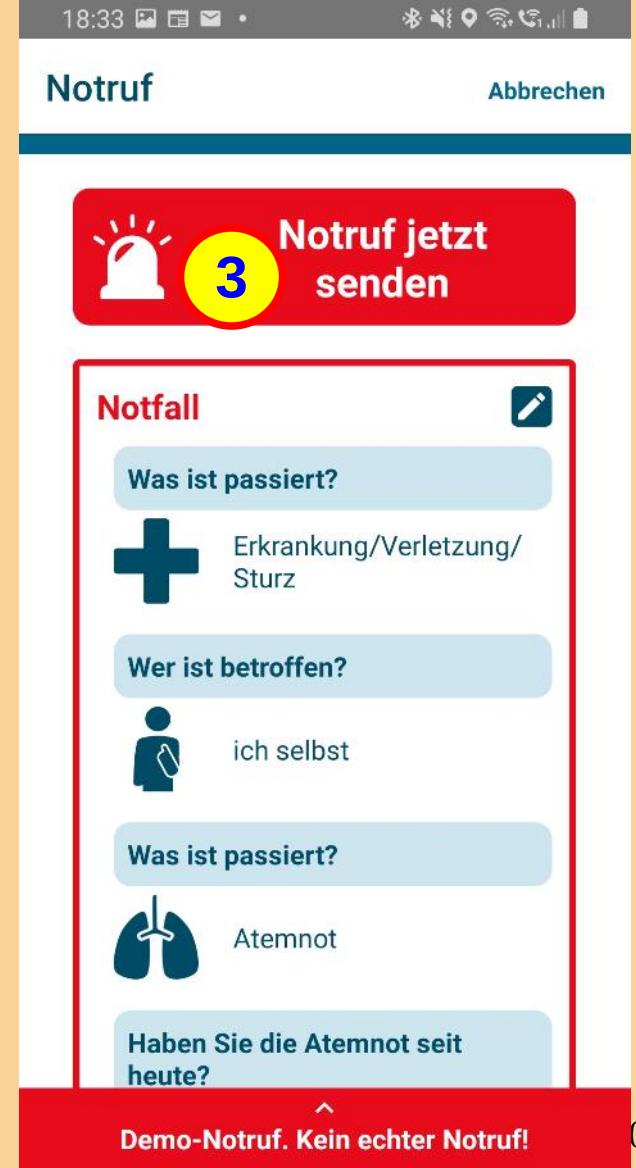 18:33
Notruf
Abbrechen
Notruf jetzt
senden
3
Notfall
Was ist passiert?
Erkrankung/Verletzung/
Sturz
Wer ist betroffen?
ich selbst
Was ist passiert?
Atemnot
Haben Sie die Atemnot seit
heute?
Demo-Notruf. Kein echter Notruf!